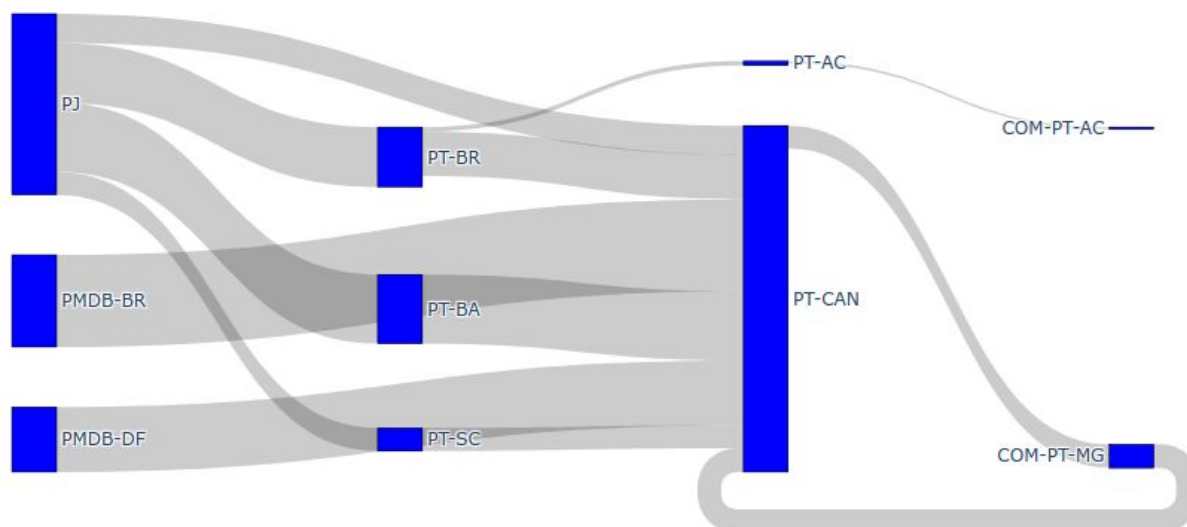 PJ
PMDB-BR
PMDB-DF
PT-BR
PT-BA
PT-SC
PT-AC
PT-CAN
COM-PT-AC
COM-PT-MG